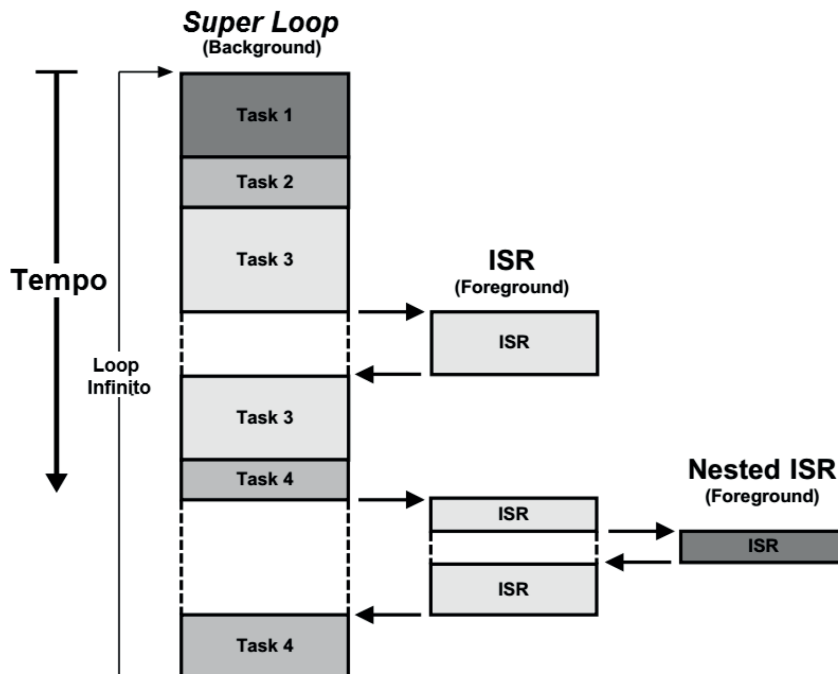 Super Loop
(Background)
Task 1
Task 2
Task 3
ISR
(Foreground)
Tempo
ISR
Loop
Infinito
Task 3
Task 4
Nested ISR
(Foreground)
ISR
ISR
ISR
Task 4